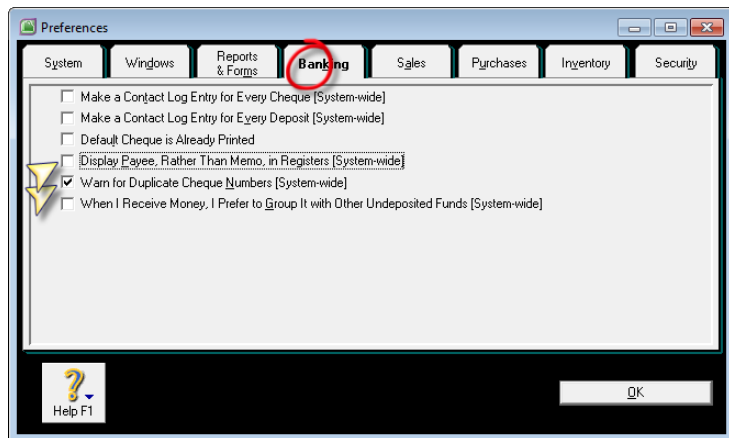 Preferences
System Windows Reports & Forms Banking Sales Purchases Inventory Security
Make a Contact Log Entry for Every Cheque [System-wide]
Make a Contact Log Entry for Every Deposit [System-wide]
Default Cheque is Already Printed
Display Payee, Rather Than Memo, in Registers [System-wide]
Warn for Duplicate Cheque Numbers [System-wide]
When I Receive Money, I Prefer to Group It with Other Undeposited Funds [System-wide]
?
Help F1
OK